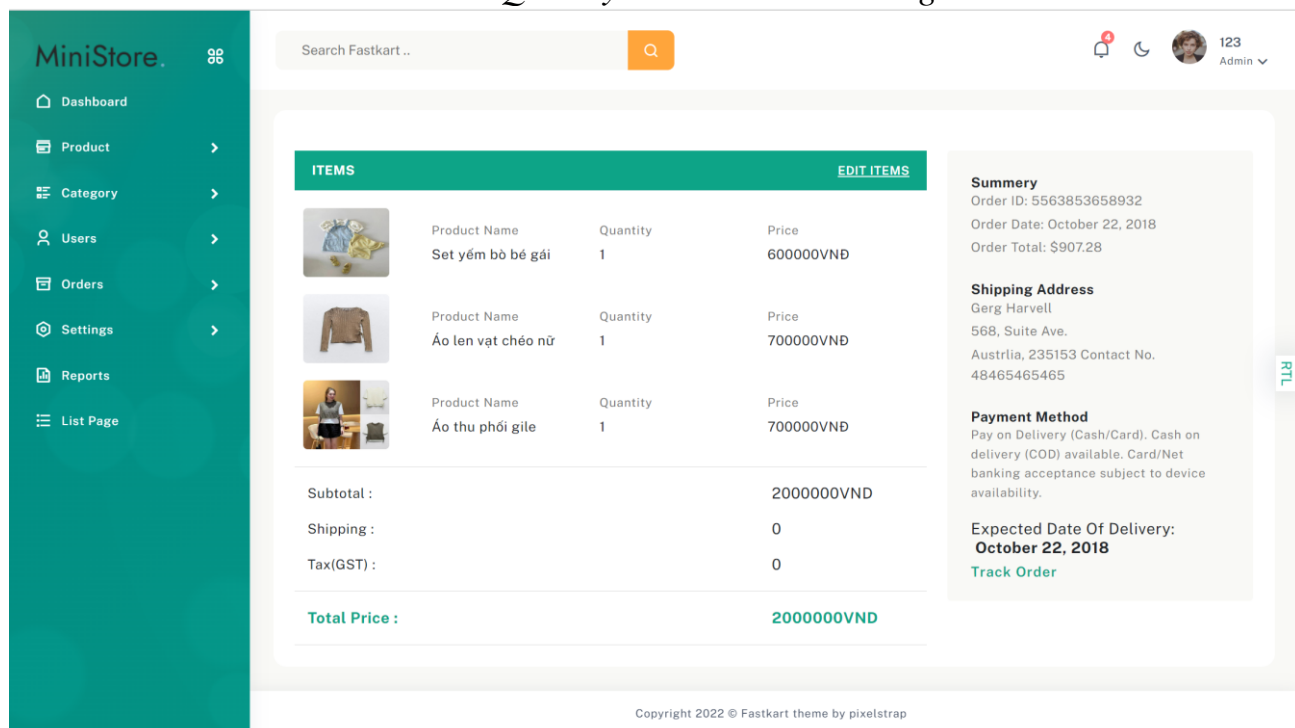 MiniStore.
Search Fastkart ..
4
123
Admin
Dashboard
Product
Category
Users
Orders
Settings
Reports
List Page
ITEMS
EDIT ITEMS
Product Name
Quantity
Price
Set yếm bò bé gái
1
600000VNĐ
Product Name
Quantity
Price
Áo len vạt chéo nữ
1
700000VNĐ
Product Name
Quantity
Price
Áo thu phối gile
1
700000VNĐ
Subtotal :
2000000VND
Shipping :
0
Tax(GST) :
0
Total Price :
2000000VND
Summery
Order ID: 5563853658932
Order Date: October 22, 2018
Order Total: $907.28
Shipping Address
Gerg Harvell
568, Suite Ave.
Austrlia, 235153 Contact No.
48465465465
Payment Method
Pay on Delivery (Cash/Card). Cash on
delivery (COD) available. Card/Net
banking acceptance subject to device
availability.
Expected Date Of Delivery:
October 22, 2018
Track Order
RTL
Copyright 2022 © Fastkart theme by pixelstrap